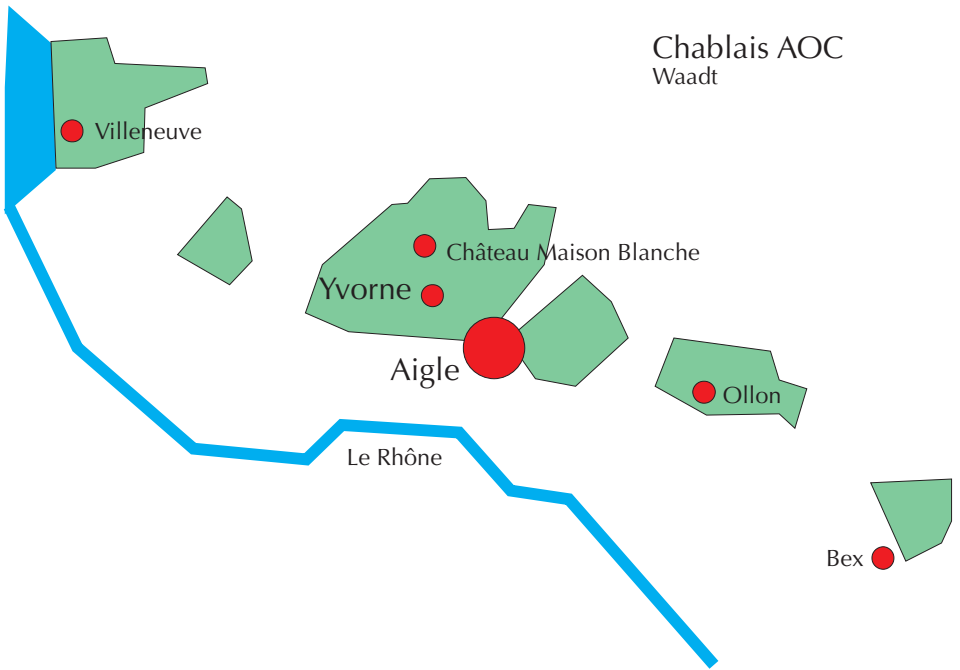 Chablais AOC
Waadt
Villeneuve
Château Maison Blanche
Yvorne
Aigle
Ollon
Le Rhône
Bex